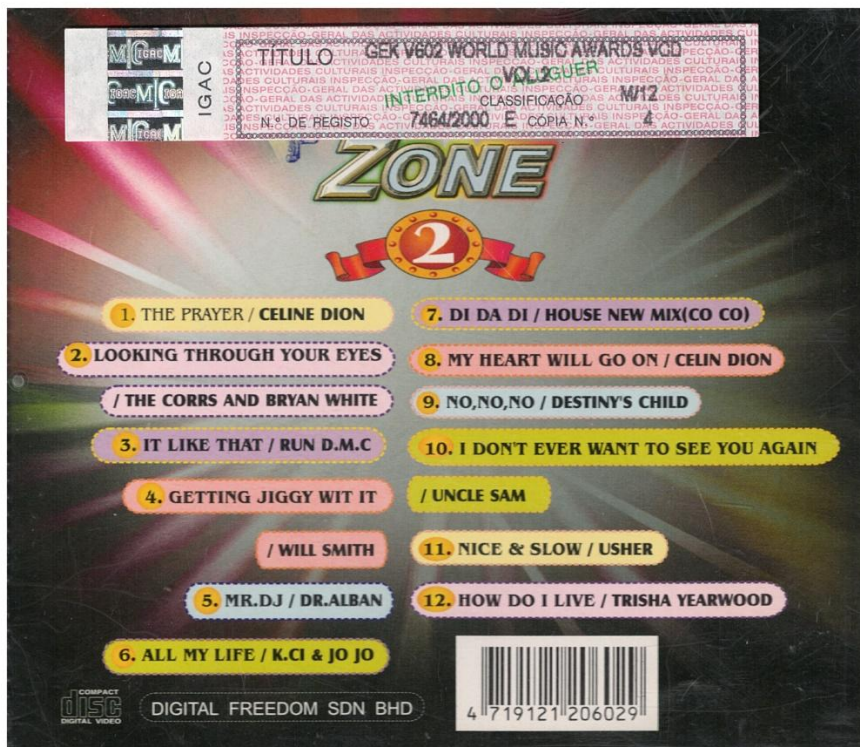 IGAC
TÍTULO GEK V602 WORLD MUSIC AWARDS VCD
VOL2
INTERDITO O ALUGUER
CLASSIFICAÇÃO M/12
N.º DE REGISTO 7464/2000 E CÓPIA N.º 4
ZONE
2
1. THE PRAYER / CELINE DION
2. LOOKING THROUGH YOUR EYES
/ THE CORRS AND BRYAN WHITE
3. IT LIKE THAT / RUN D.M.C
4. GETTING JIGGY WIT IT
/ WILL SMITH
5. MR.DJ / DR.ALBAN
6. ALL MY LIFE / K.CI & JO JO
7. DI DA DI / HOUSE NEW MIX(CO CO)
8. MY HEART WILL GO ON / CELIN DION
9. NO,NO,NO / DESTINY'S CHILD
10. I DON'T EVER WANT TO SEE YOU AGAIN
/ UNCLE SAM
11. NICE & SLOW / USHER
12. HOW DO I LIVE / TRISHA YEARWOOD
COMPACT
disc
DIGITAL VIDEO
DIGITAL FREEDOM SDN BHD
4 719121 206029